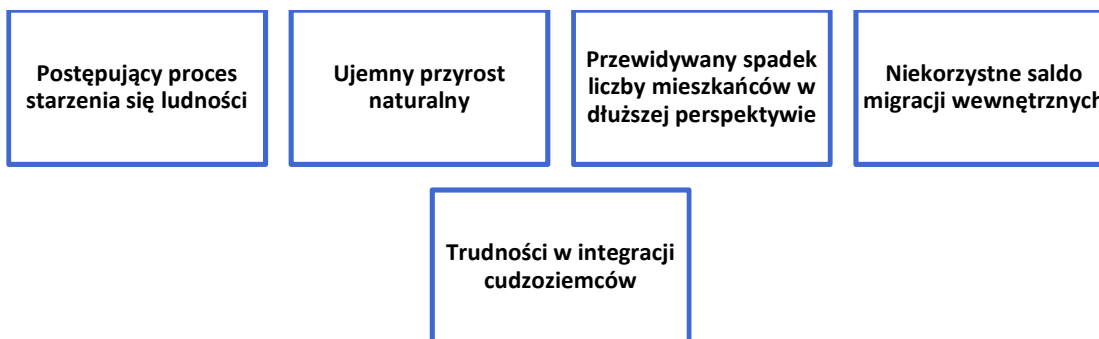 Postępujący proces
starzenia się ludności
Ujemny przyrost
naturalny
Przewidywany spadek
liczby mieszkańców w
dłuższej perspektywie
Niekorzystne saldo
migracji wewnętrznych
Trudności w integracji
cudzoziemców